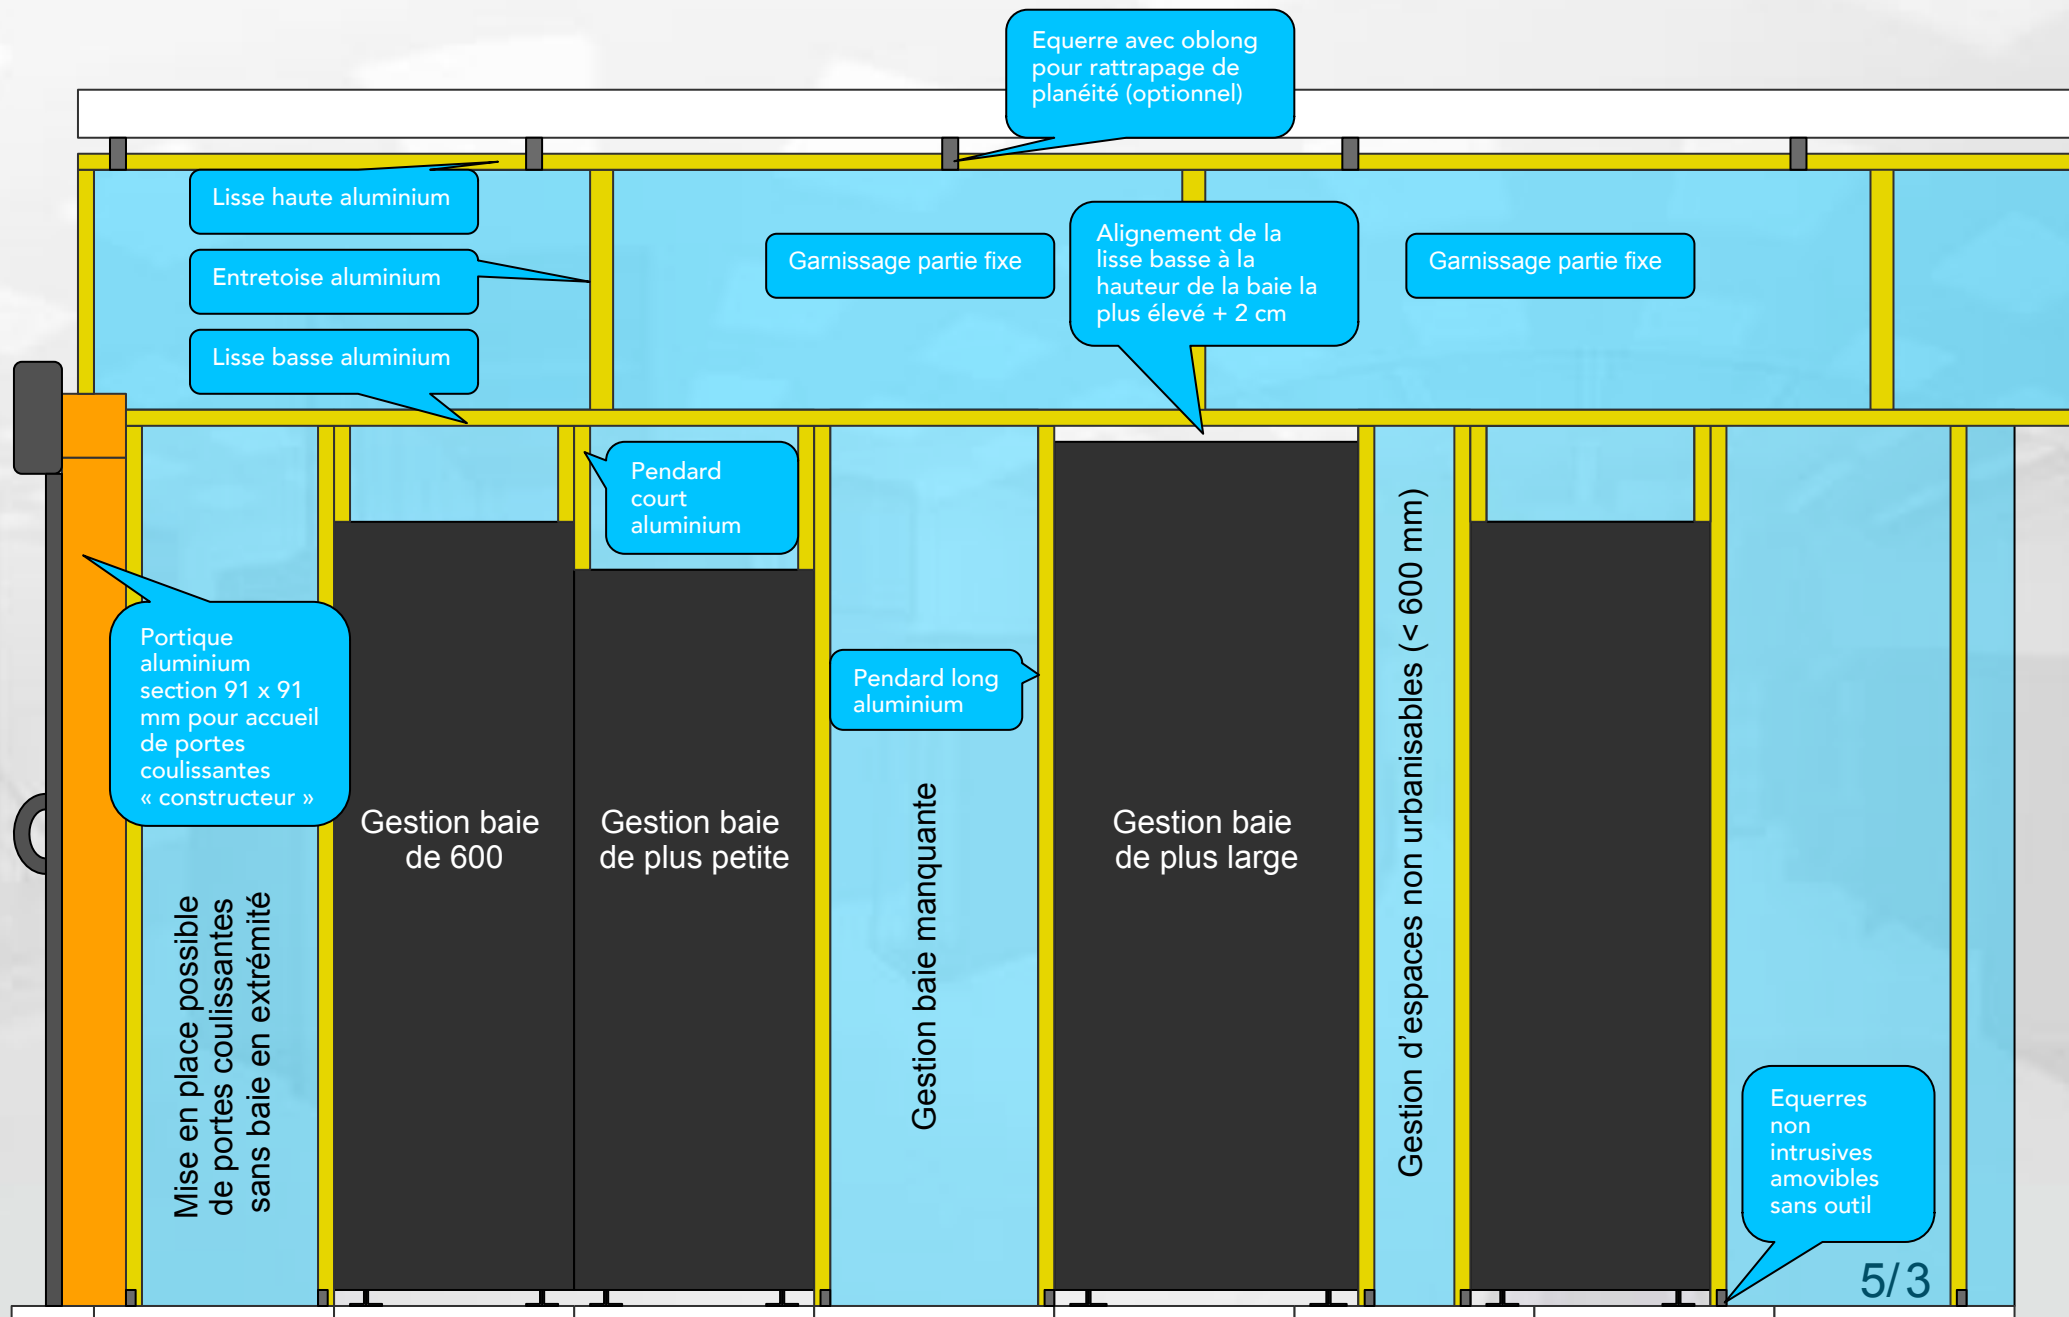 Equerre avec oblong
pour rattrapage de
planéité (optionnel)
Lisse haute aluminium
Entretoise aluminium
Lisse basse aluminium
Garnissage partie fixe
Alignement de la
lisse basse à la
hauteur de la baie la
plus élevé + 2 cm
Garnissage partie fixe
Pendard
court
aluminium
Portique
aluminium
section 91 x 91
mm pour accueil
de portes
coulissantes
« constructeur »
Pendard long
aluminium
Mise en place possible
de portes coulissantes
sans baie en extrémité
Gestion baie
de 600
Gestion baie
de plus petite
Gestion baie manquante
Gestion baie
de plus large
Gestion d'espaces non urbanisables (< 600 mm)
Equerres
non
intrusives
amovibles
sans outil
5/3